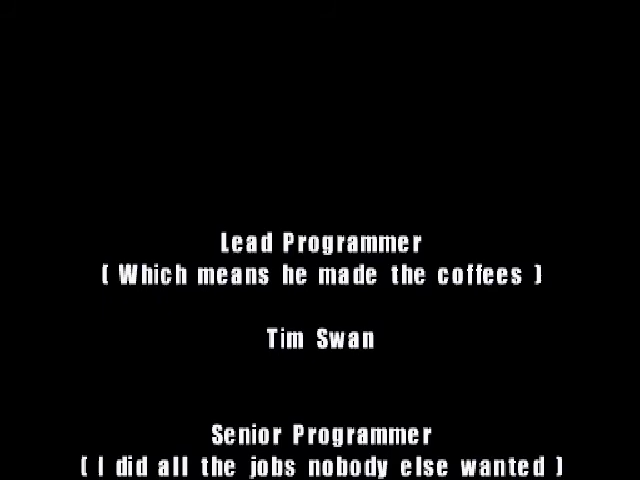 Lead Programmer
( Which means he made the coffees )
Tim Swan
Senior Programmer
( I did all the jobs nobody else wanted )